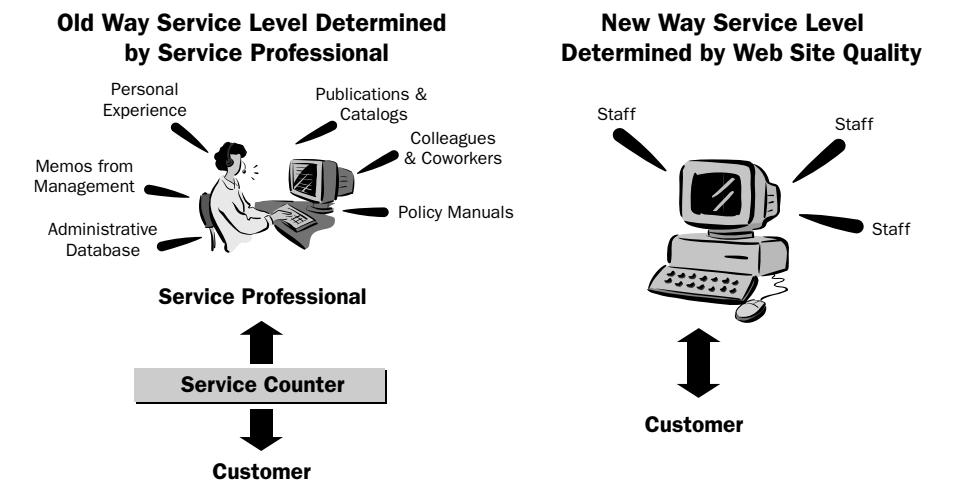 Old Way Service Level Determined
by Service Professional
Personal
Experience
Publications &
Catalogs
Colleagues
& Coworkers
Memos from
Management
Policy Manuals
Administrative
Database
Service Professional
Service Counter
Customer
New Way Service Level
Determined by Web Site Quality
Staff
Staff
Staff
Customer